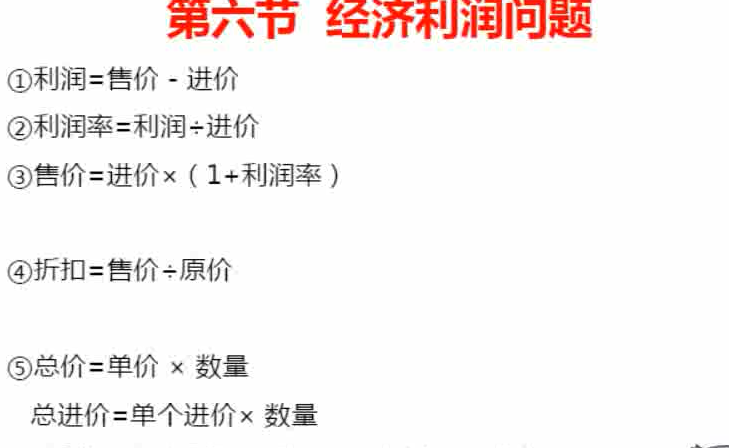 第六节 经济利润问题
①利润=售价 - 进价
②利润率=利润÷进价
③售价=进价×（1+利润率）
④折扣=售价÷原价
⑤总价=单价 × 数量
总进价=单个进价× 数量